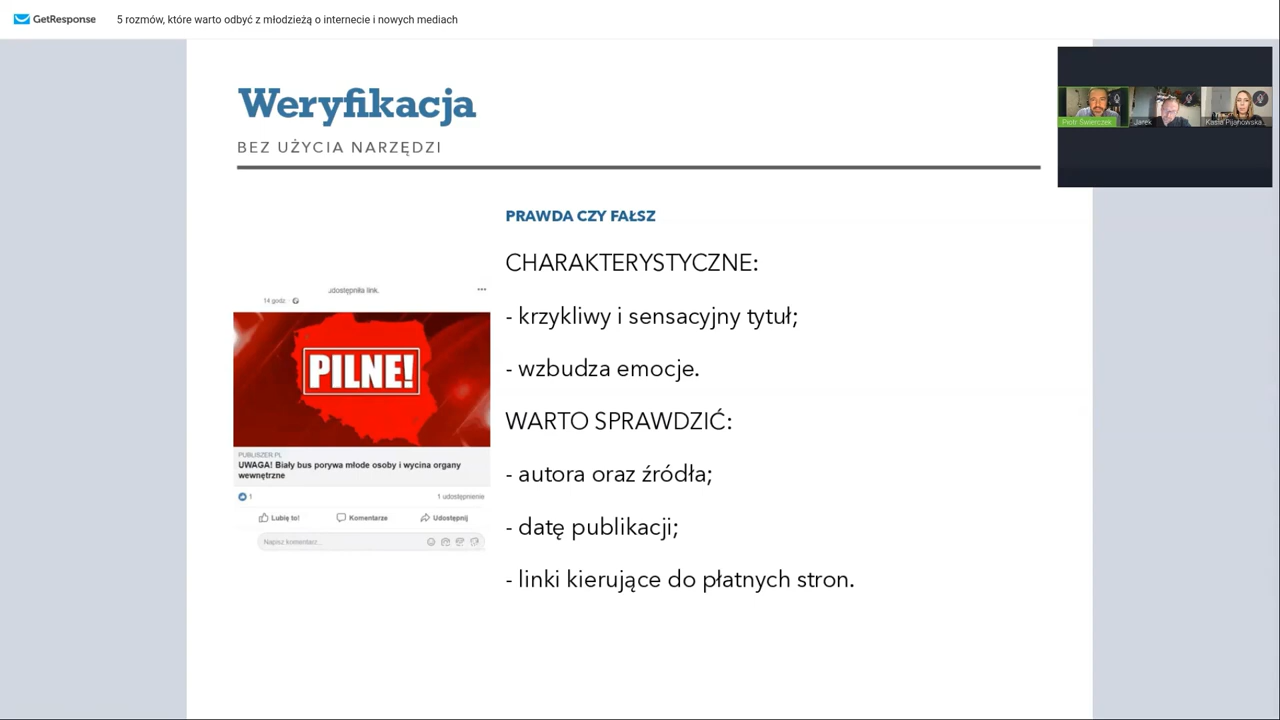 GetResponse 5 rozmów, które warto odbyć z młodzieżą o internecie i nowych mediach
Piotr Świerczek Jarek Kasia Pijanowska...
Weryfikacja
BEZ UŻYCIA NARZĘDZI
PRAWDA CZY FAŁSZ
CHARAKTERYSTYCZNE:
- krzykliwy i sensacyjny tytuł;
- wzbudza emocje.
WARTO SPRAWDZIĆ:
- autora oraz źródła;
- datę publikacji;
- linki kierujące do płatnych stron.
udostępniła link.
14 godz.
PILNE!
PUBLISZER.PL
UWAGA! Biały bus porywa młode osoby i wycina organy
wewnętrzne
1 1 udostępnienie
Lubię to! Komentarze Udostępnij
Napisz komentarz...